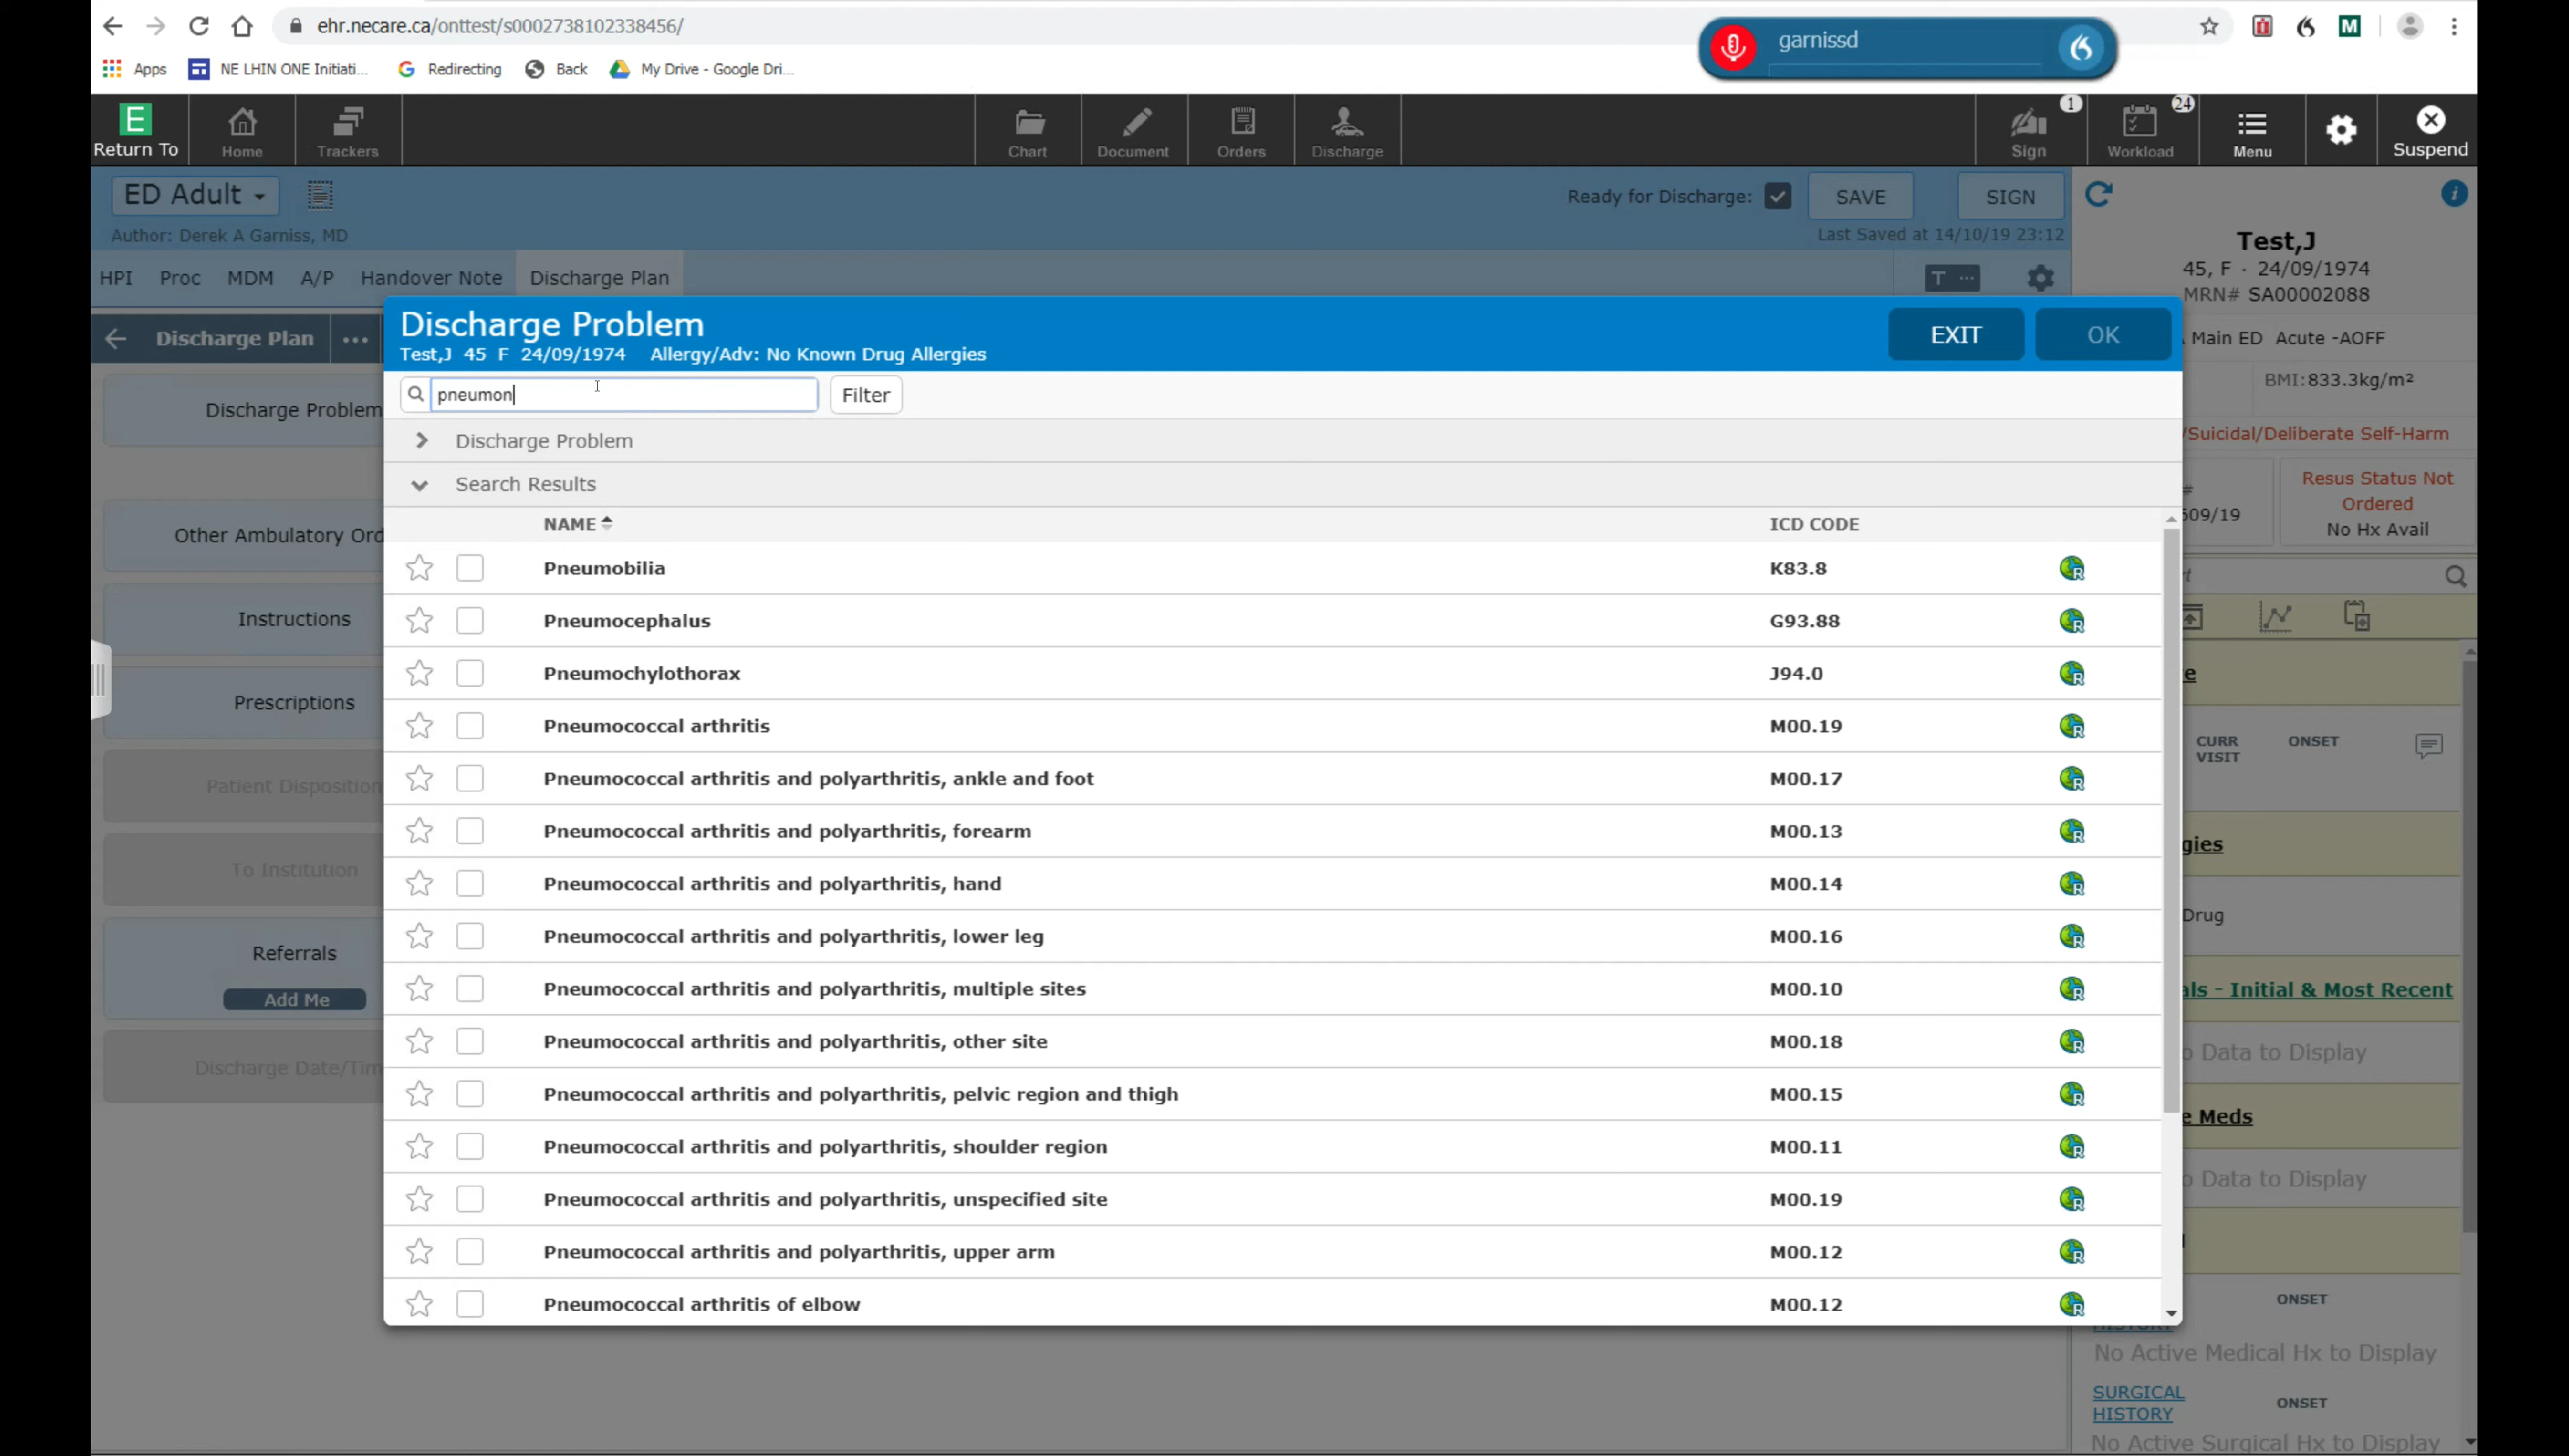 ehr.necare.ca/onttest/s0002738102338456/
garnissd
M
Apps
NE LHIN ONE Initiati...
G
Redirecting
Back
My Drive - Google Dri...
E
Return To
Home
Trackers
Chart
Document
Orders
Discharge
1
Sign
24
Workload
Menu
Suspend
ED Adult
Ready for Discharge:
SAVE
SIGN
Author: Derek A Garniss, MD
Last Saved at 14/10/19 23:12
HPI
Proc
MDM
A/P
Handover Note
Discharge Plan
T ...
Test,J
45, F - 24/09/1974
MRN# SA00002088
Main ED Acute -AOFF
BMI: 833.3kg/m²
/Suicidal/Deliberate Self-Harm
#
609/19
Resus Status Not
Ordered
No Hx Avail
Discharge Plan
...
Discharge Problem
Other Ambulatory Ord
Instructions
Prescriptions
Patient Disposition
To Institution
Referrals
Add Me
Discharge Date/Tim
Discharge Problem
Test,J 45 F 24/09/1974 Allergy/Adv: No Known Drug Allergies
EXIT
OK
pneumon
Filter
Discharge Problem
Search Results
NAME ICD CODE
Pneumobilia K83.8
Pneumocephalus G93.88
Pneumochylothorax J94.0
Pneumococcal arthritis M00.19
Pneumococcal arthritis and polyarthritis, ankle and foot M00.17
Pneumococcal arthritis and polyarthritis, forearm M00.13
Pneumococcal arthritis and polyarthritis, hand M00.14
Pneumococcal arthritis and polyarthritis, lower leg M00.16
Pneumococcal arthritis and polyarthritis, multiple sites M00.10
Pneumococcal arthritis and polyarthritis, other site M00.18
Pneumococcal arthritis and polyarthritis, pelvic region and thigh M00.15
Pneumococcal arthritis and polyarthritis, shoulder region M00.11
Pneumococcal arthritis and polyarthritis, unspecified site M00.19
Pneumococcal arthritis and polyarthritis, upper arm M00.12
Pneumococcal arthritis of elbow M00.12
CURR
VISIT
ONSET
gies
Drug
als - Initial & Most Recent
o Data to Display
e Meds
o Data to Display
ONSET
HISTORY
No Active Medical Hx to Display
SURGICAL
HISTORY
ONSET
No Active Surgical Hx to Display